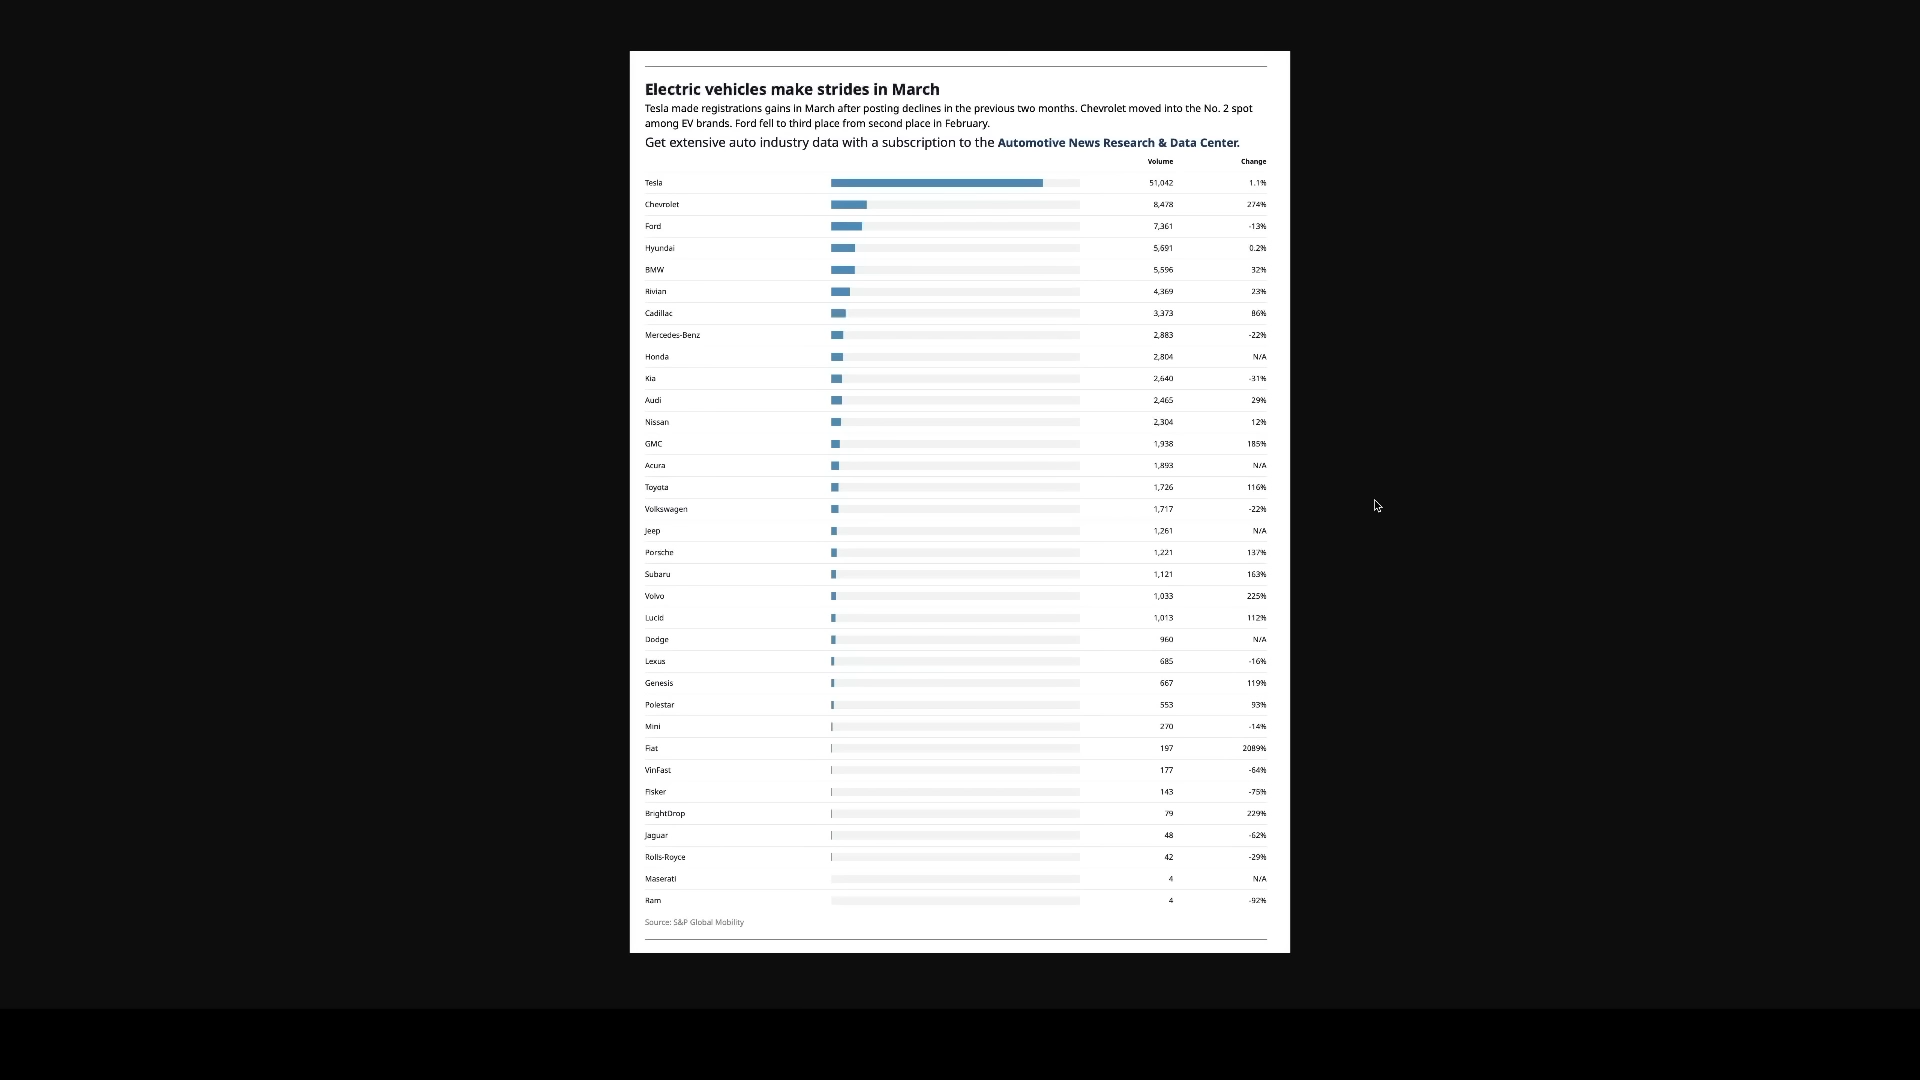 Electric vehicles make strides in March
Tesla made registrations gains in March after posting declines in the previous two months. Chevrolet moved into the No. 2 spot
among EV brands. Ford fell to third place from second place in February.
Get extensive auto industry data with a subscription to the Automotive News Research & Data Center.
Volume Change
Tesla 51,042 1.1%
Chevrolet 8,478 274%
Ford 7,361 -13%
Hyundai 5,691 0.2%
BMW 5,596 32%
Rivian 4,369 23%
Cadillac 3,373 86%
Mercedes-Benz 2,883 -22%
Honda 2,804 N/A
Kia 2,640 -31%
Audi 2,465 29%
Nissan 2,304 12%
GMC 1,938 185%
Acura 1,893 N/A
Toyota 1,726 116%
Volkswagen 1,717 -22%
Jeep 1,261 N/A
Porsche 1,221 137%
Subaru 1,121 163%
Volvo 1,033 225%
Lucid 1,013 112%
Dodge 960 N/A
Lexus 685 -16%
Genesis 667 119%
Polestar 553 93%
Mini 270 -14%
Fiat 197 2089%
VinFast 177 -64%
Fisker 143 -75%
BrightDrop 79 229%
Jaguar 48 -62%
Rolls-Royce 42 -29%
Maserati 4 N/A
Ram 4 -92%
Source: S&P Global Mobility